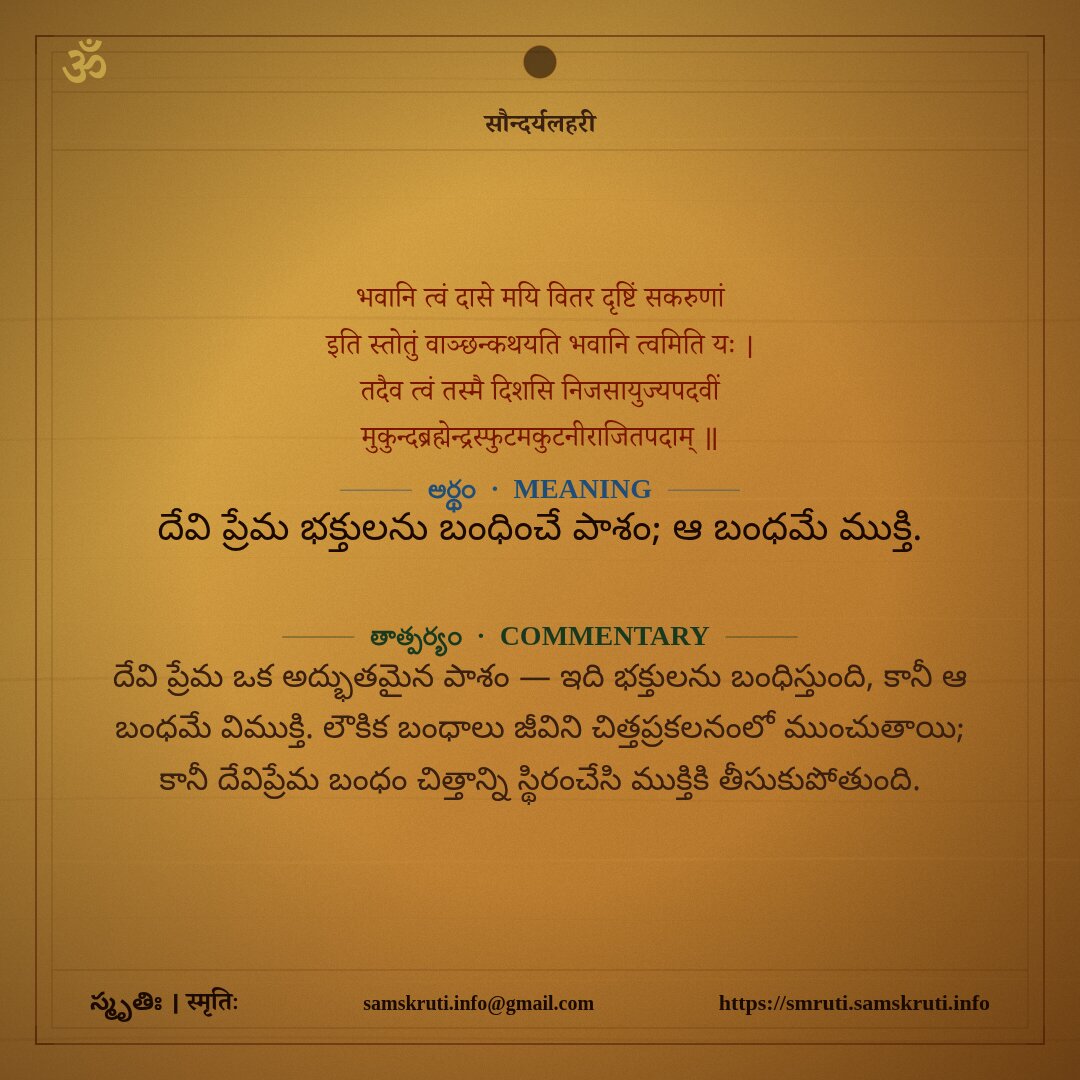 ॐ
सौन्दर्यलहरी
भवानि त्वं दासे मयि वितर दृष्टिं सकरुणां
इति स्तोतुं वाञ्छन्कथयति भवानि त्वमिति यः ।
तदैव त्वं तस्मै दिशसि निजसायुज्यपदवीं
मुकुन्दब्रह्मेन्द्रस्फुटमकुटनीराजितपदाम् ॥
అర్థం · MEANING
దేవి ప్రేమ భక్తులను బంధించే పాశం; ఆ బంధమే ముక్తి.
తాత్పర్యం · COMMENTARY
దేవి ప్రేమ ఒక అద్భుతమైన పాశం — ఇది భక్తులను బంధిస్తుంది, కానీ ఆ
బంధమే విముక్తి. లౌకిక బంధాలు జీవిని చిత్తప్రకలనంలో ముంచుతాయి;
కానీ దేవిప్రేమ బంధం చిత్తాన్ని స్థిరంచేసి ముక్తికి తీసుకుపోతుంది.
స్మృతిః | स्मृतिः samskruti.info@gmail.com https://smruti.samskruti.info